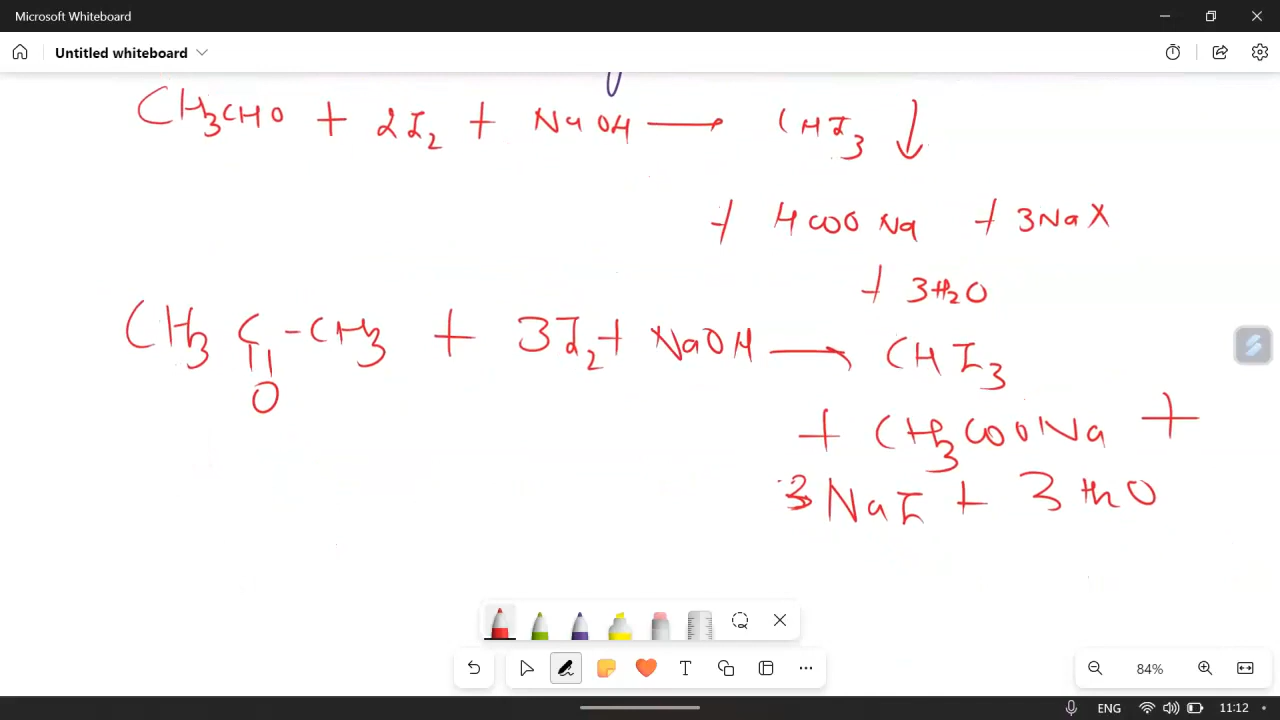 Microsoft Whiteboard
Untitled whiteboard
CH3CHO + 2I2 + NaOH → CHI3 ↓
+ HCOONa + 3NaX
+ 3H2O
CH3 C -CH3 + 3I2 + NaOH → CHI3
O
+ CH3COONa +
3NaI + 3H2O
84%
ENG 11:12